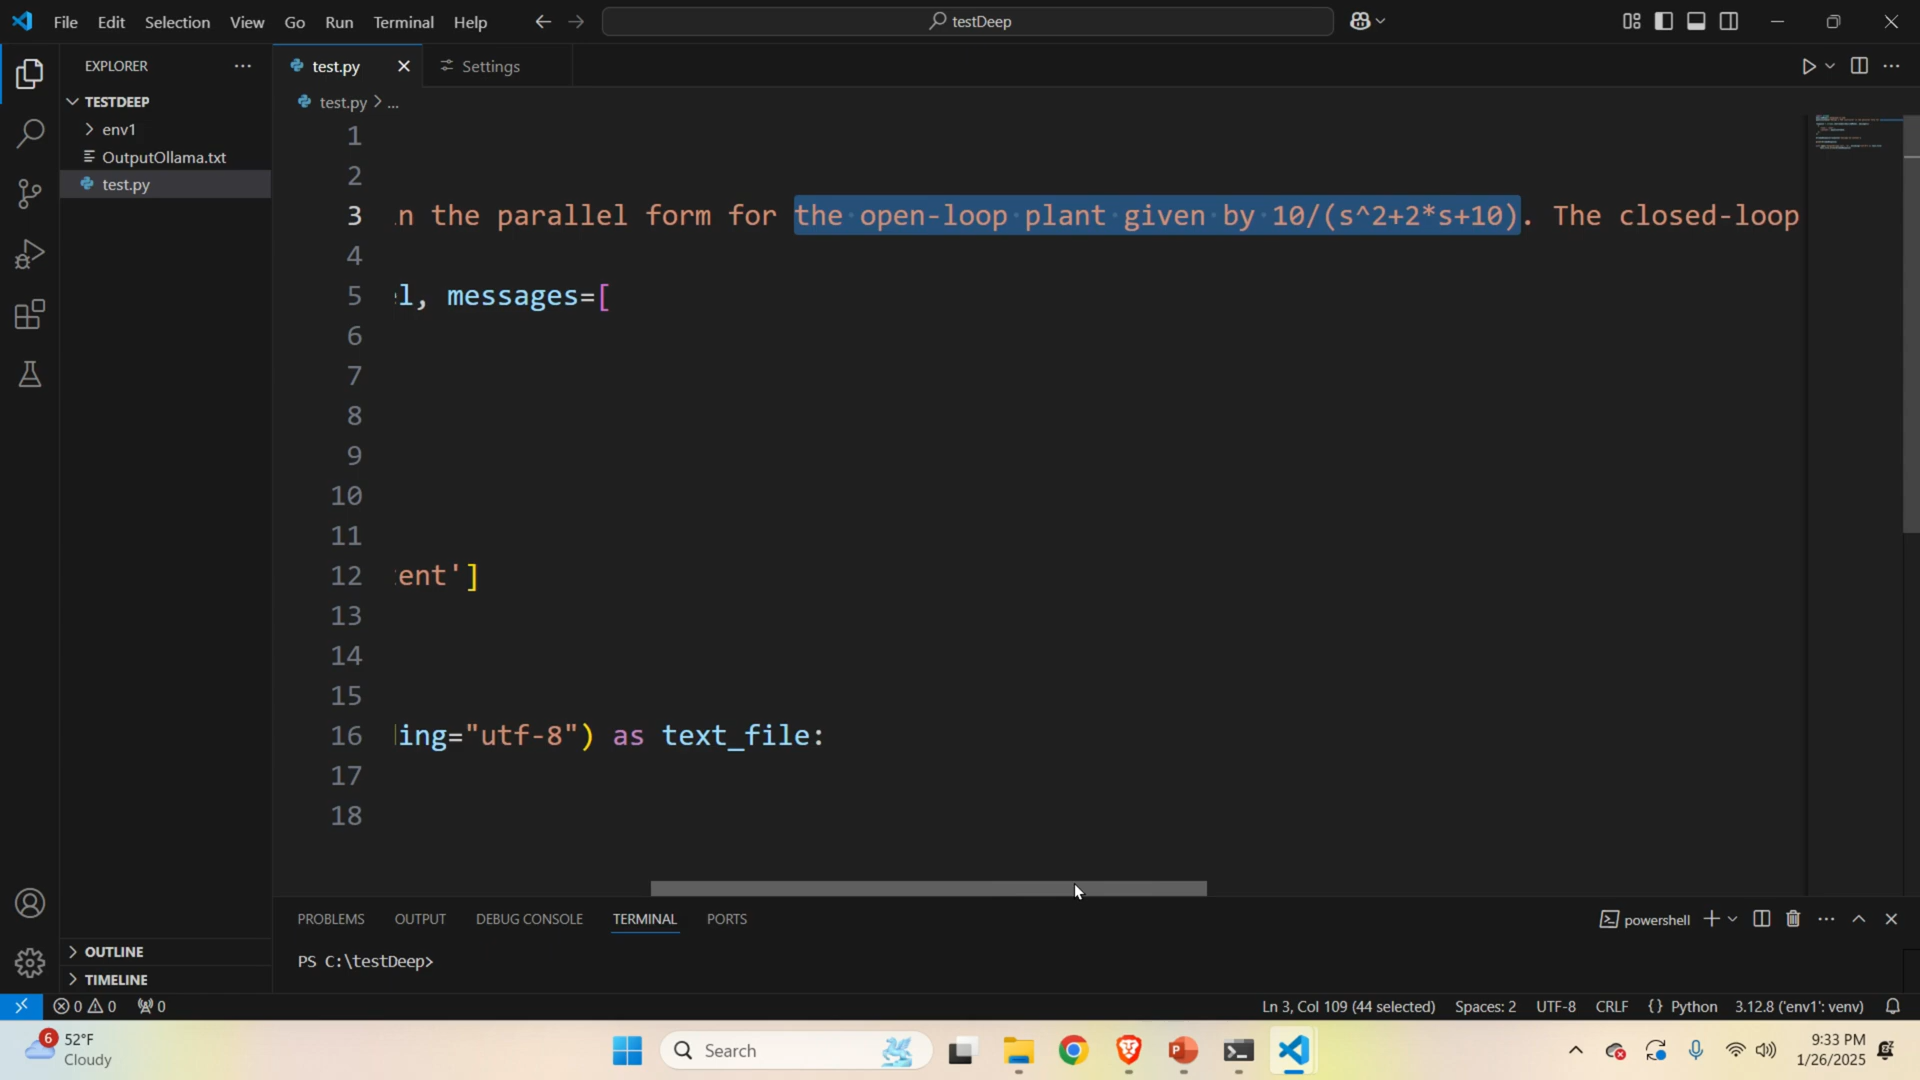 File Edit Selection View Go Run Terminal Help
testDeep
EXPLORER
test.py
Settings
TESTDEEP
test.py > ...
env1
OutputOllama.txt
test.py
1
2
3 n the parallel form for the open-loop plant given by 10/(s^2+2*s+10). The closed-loop
4
5 l, messages=[
6
7
8
9
10
11
12 ent']
13
14
15
16 ing="utf-8") as text_file:
17
18
OUTLINE
TIMELINE
PROBLEMS OUTPUT DEBUG CONSOLE TERMINAL PORTS
powershell
PS C:\testDeep>
0 0 0
Ln 3, Col 109 (44 selected) Spaces: 2 UTF-8 CRLF {} Python 3.12.8 ('env1': venv)
6
52°F
Cloudy
Search
9:33 PM
1/26/2025